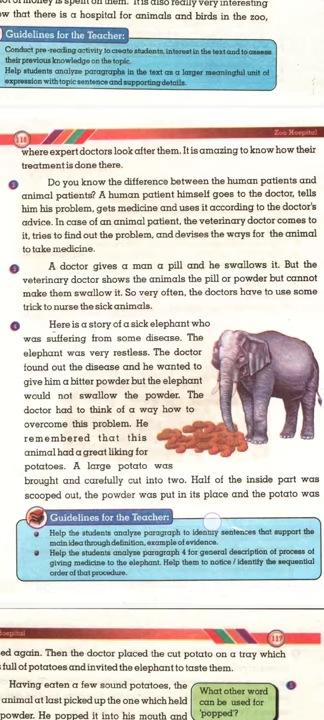 not of money is spent on them. It is also really very interesting
ow that there is a hospital for animals and birds in the zoo,
Guidelines for the Teacher:
Conduct pre-reading activity to create students, interest in the text and to assess
their previous knowledge on the topic.
Help students analyze paragraphs in the text as a larger meaningful unit of
expression with topic sentence and supporting details.
116
Zoo Hospital
where expert doctors look after them. It is amazing to know how their
treatment is done there.
2 Do you know the difference between the human patients and
animal patients? A human patient himself goes to the doctor, tells
him his problem, gets medicine and uses it according to the doctor's
advice. In case of an animal patient, the veterinary doctor comes to
it, tries to find out the problem, and devises the ways for the animal
to take medicine.
3 A doctor gives a man a pill and he swallows it. But the
veterinary doctor shows the animals the pill or powder but cannot
make them swallow it. So very often, the doctors have to use some
trick to nurse the sick animals.
4 Here is a story of a sick elephant who
was suffering from some disease. The
elephant was very restless. The doctor
found out the disease and he wanted to
give him a bitter powder but the elephant
would not swallow the powder. The
doctor had to think of a way how to
overcome this problem. He
remembered that this
animal had a great liking for
potatoes. A large potato was
brought and carefully cut into two. Half of the inside part was
scooped out, the powder was put in its place and the potato was
Guidelines for the Teacher:
Help the students analyze paragraph to identify sentences that support the
main idea through definition, example of evidence.
Help the students analyze paragraph 4 for general description of process of
giving medicine to the elephant. Help them to notice / identify the sequential
order of that procedure.
Hospital
117
ed again. Then the doctor placed the cut potato on a tray which
s full of potatoes and invited the elephant to taste them.
Having eaten a few sound potatoes, the
animal at last picked up the one which held
powder. He popped it into his mouth and
What other word
can be used for
'popped'?
5